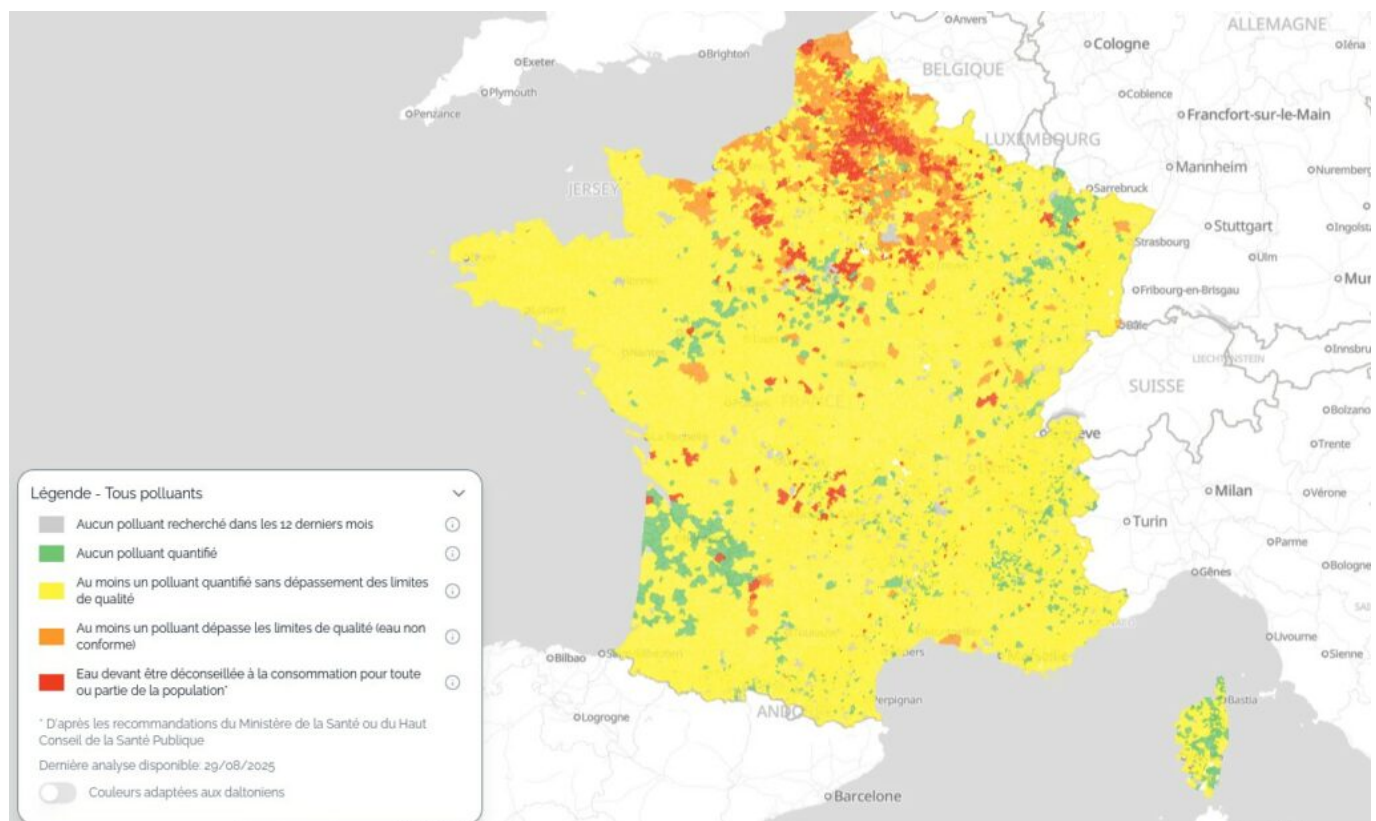 Anvers
ALLEMAGNE
Cologne
Iéna
Exeter
Brighton
BELGIQUE
Plymouth
Coblence
Penzance
Francfort-sur-le-Main
LUXEMBOURG
Mannheim
Nuremberg
JERSEY
Sarrebruck
Stuttgart
Ingolsta
Strasbourg
Ulm
Mur
Fribourg-en-Brisgau
Bâle
LIECHTENSTEIN
Innsbru
SUISSE
FRANCE
Bolzano
ève
Trente
Milan
Vérone
Turin
Parme
Gênes
Bologne
Livourne
Sienne
Bilbao
Perpignan
Logrogne
Bastia
Barcelone
Légende - Tous polluants
Aucun polluant recherché dans les 12 derniers mois
Aucun polluant quantifié
Au moins un polluant quantifié sans dépassement des limites
de qualité
Au moins un polluant dépasse les limites de qualité (eau non
conforme)
Eau devant être déconseillée à la consommation pour toute
ou partie de la population*
* D'après les recommandations du Ministère de la Santé ou du Haut
Conseil de la Santé Publique
Dernière analyse disponible: 29/08/2025
Couleurs adaptées aux daltoniens